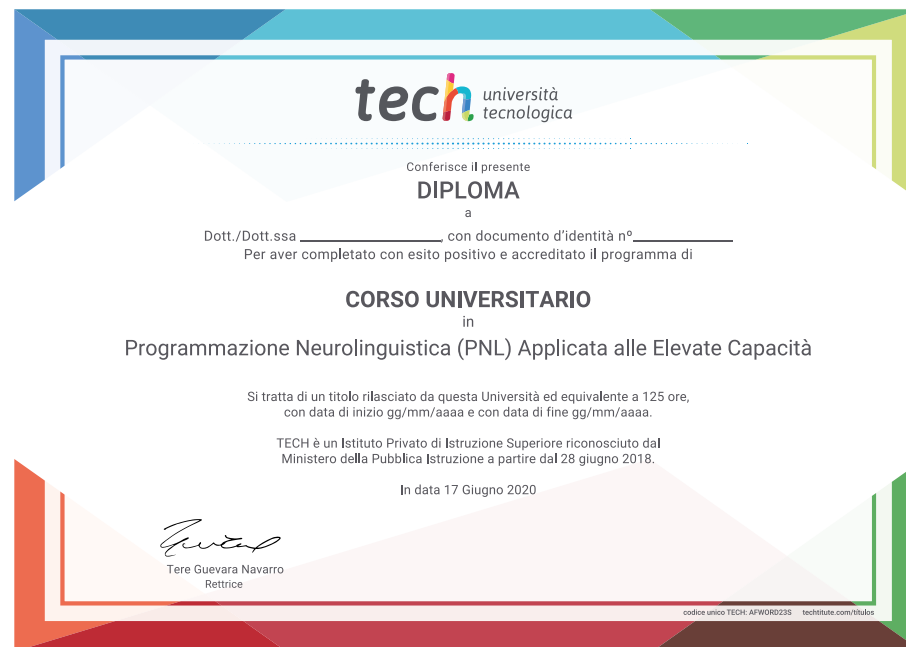 tech università
tecnologica
Conferisce il presente
DIPLOMA
a
Dott./Dott.ssa ________________, con documento d'identità nº____________
Per aver completato con esito positivo e accreditato il programma di
CORSO UNIVERSITARIO
in
Programmazione Neurolinguistica (PNL) Applicata alle Elevate Capacità
Si tratta di un titolo rilasciato da questa Università ed equivalente a 125 ore,
con data di inizio gg/mm/aaaa e con data di fine gg/mm/aaaa.
TECH è un Istituto Privato di Istruzione Superiore riconosciuto dal
Ministero della Pubblica Istruzione a partire dal 28 giugno 2018.
In data 17 Giugno 2020
Tere Guevara Navarro
Rettrice
codice unico TECH: AFWORD23S techtitute.com/títulos